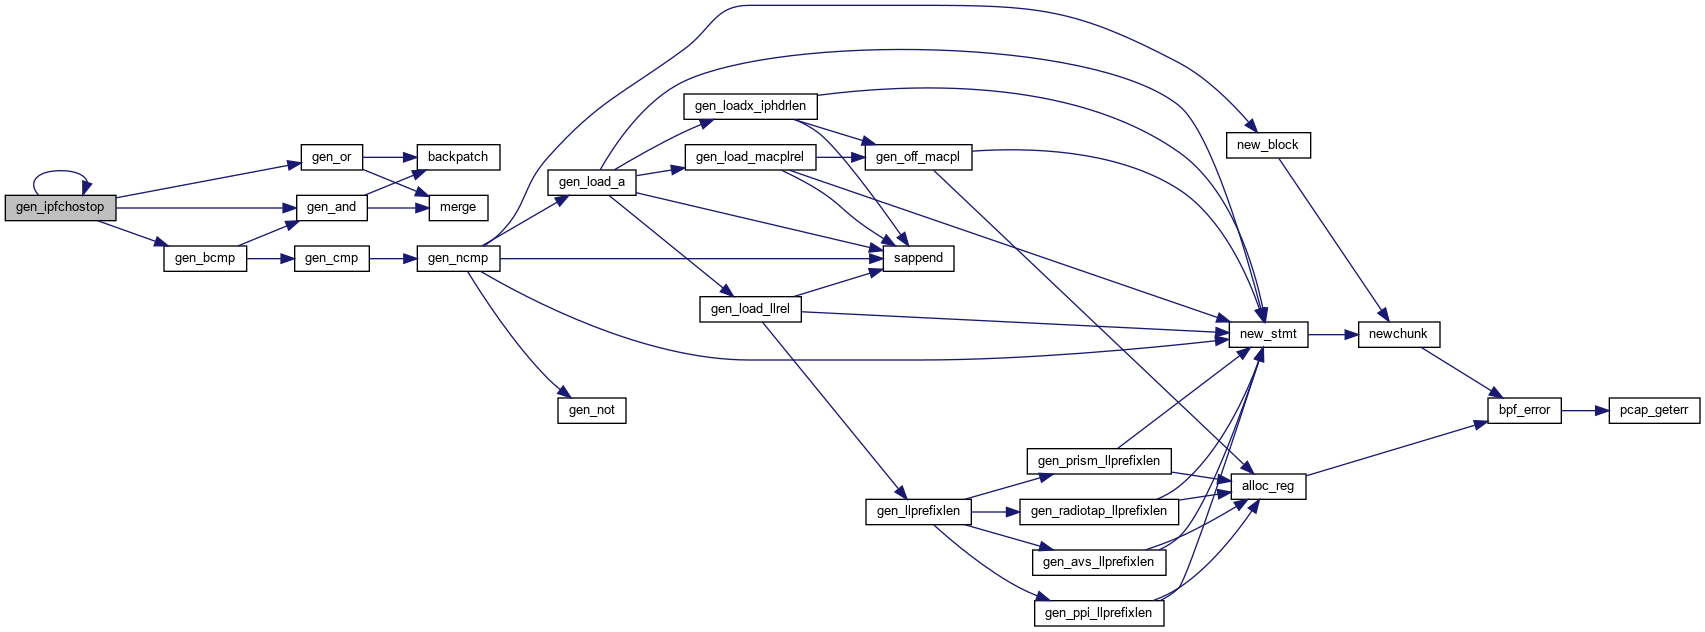 gen_ipfchostop
gen_or
gen_and
gen_bcmp
gen_cmp
backpatch
merge
gen_ncmp
gen_load_a
gen_not
gen_loadx_iphdrlen
gen_load_macplrel
gen_load_llrel
gen_off_macpl
sappend
gen_llprefixlen
gen_prism_llprefixlen
gen_radiotap_llprefixlen
gen_avs_llprefixlen
gen_ppi_llprefixlen
new_block
new_stmt
alloc_reg
newchunk
bpf_error
pcap_geterr